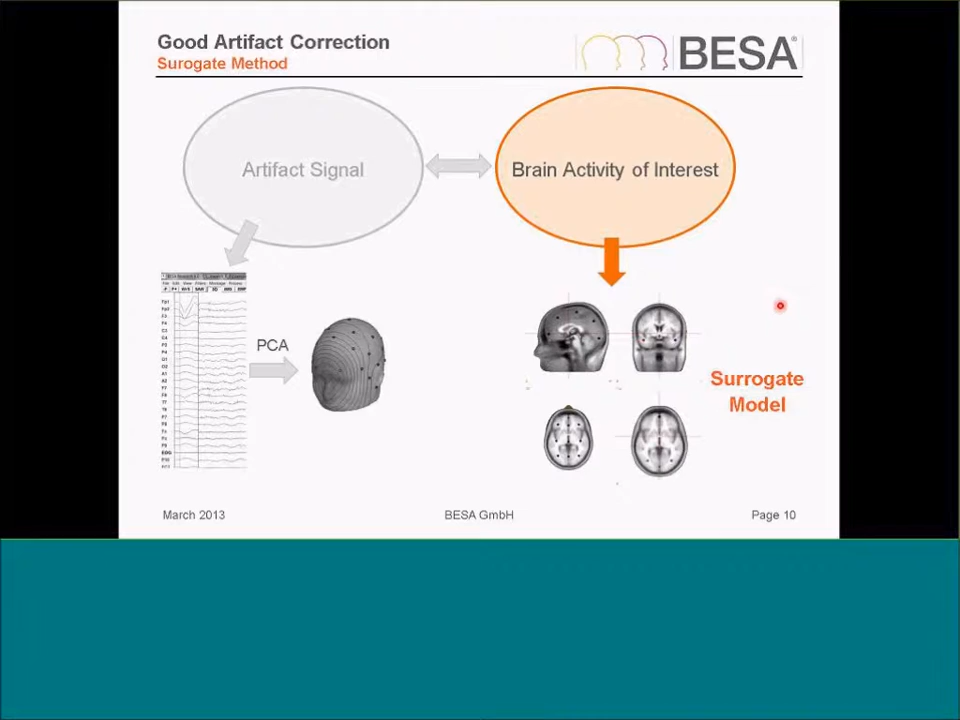 Good Artifact Correction
Surogate Method
BESA®
Artifact Signal
Brain Activity of Interest
PCA
Surrogate
Model
March 2013
BESA GmbH
Page 10